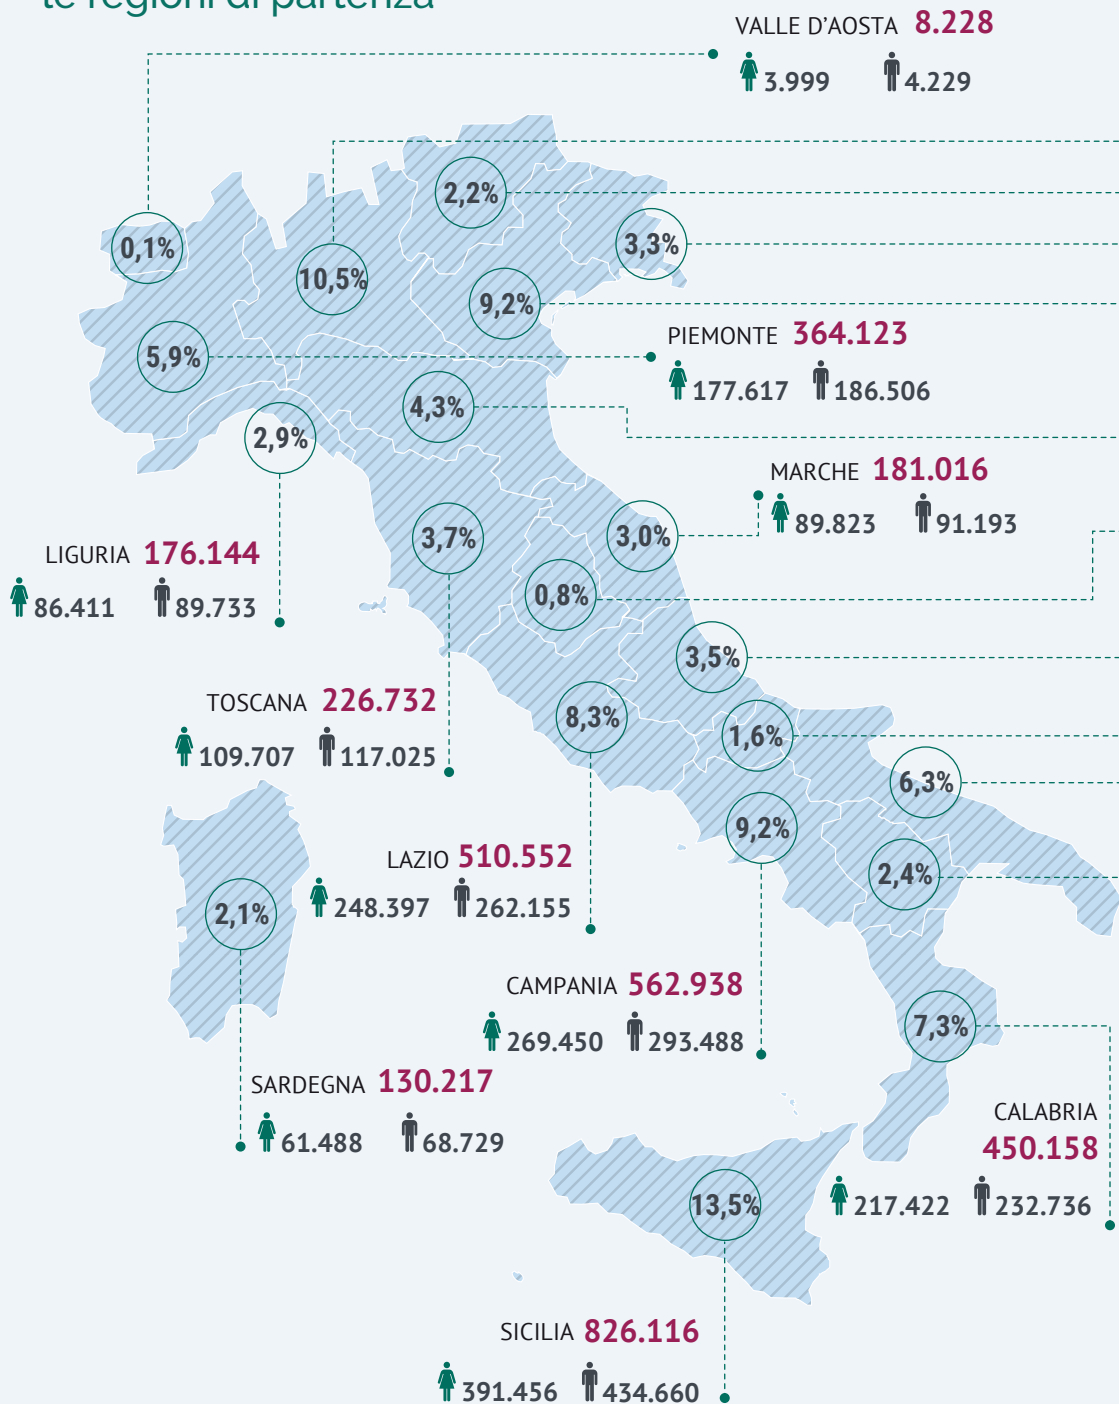 le regioni di partenza
VALLE D'AOSTA 8.228
3.999 4.229
2,2%
0,1%
3,3%
10,5%
9,2%
PIEMONTE 364.123
5,9%
177.617 186.506
4,3%
2,9%
MARCHE 181.016
89.823 91.193
3,7%
3,0%
LIGURIA 176.144
86.411 89.733
0,8%
3,5%
TOSCANA 226.732
109.707 117.025
8,3%
1,6%
6,3%
9,2%
LAZIO 510.552
248.397 262.155
2,4%
2,1%
CAMPANIA 562.938
269.450 293.488
7,3%
SARDEGNA 130.217
61.488 68.729
CALABRIA
450.158
217.422 232.736
13,5%
SICILIA 826.116
391.456 434.660